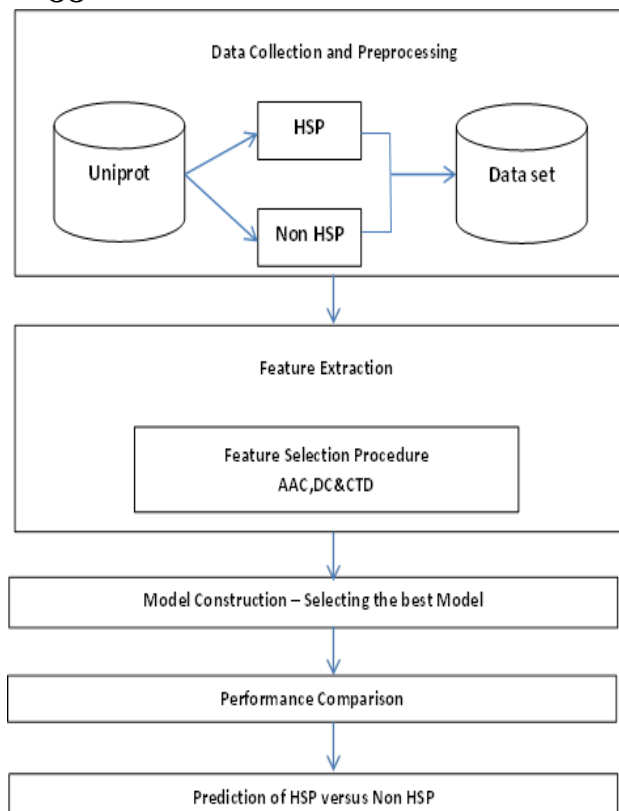 Data Collection and Preprocessing
HSP
Uniprot
Data set
Non HSP
Feature Extraction
Feature Selection Procedure
AAC,DC&CTD
Model Construction – Selecting the best Model
Performance Comparison
Prediction of HSP versus Non HSP